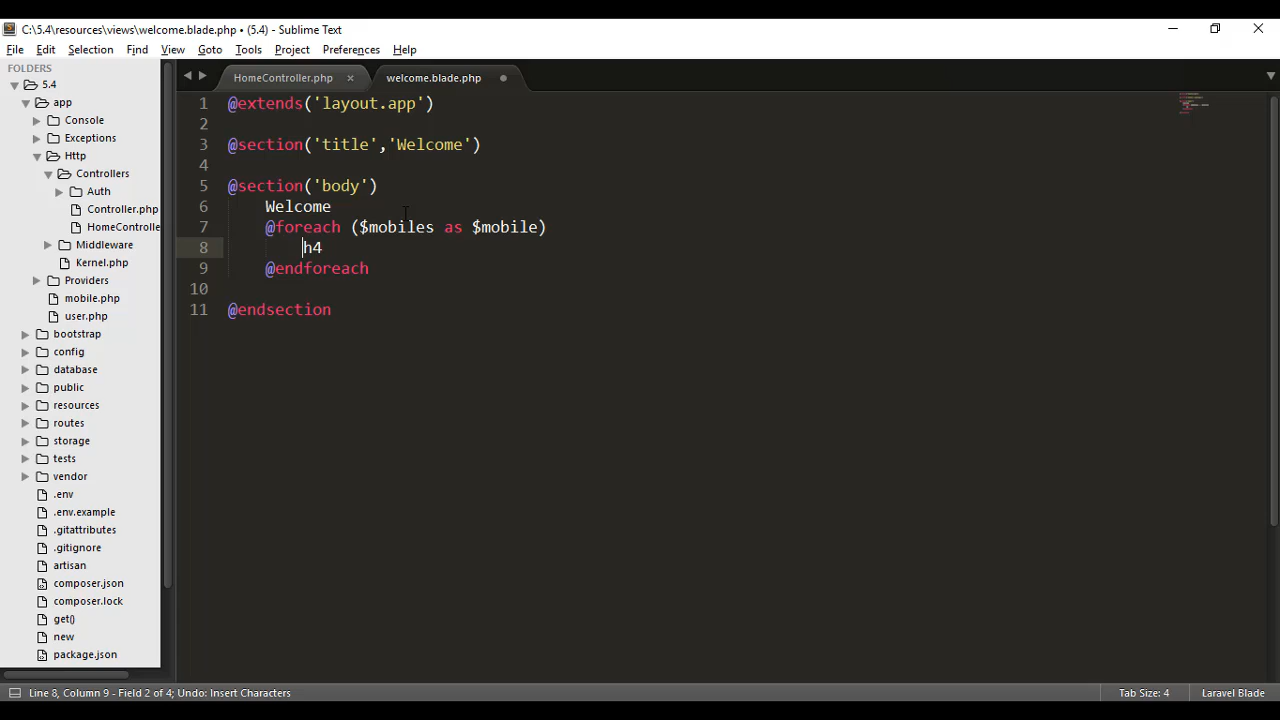 C:\5.4\resources\views\welcome.blade.php • (5.4) - Sublime Text
File Edit Selection Find View Goto Tools Project Preferences Help
FOLDERS
5.4
app
Console
Exceptions
Http
Controllers
Auth
Controller.php
HomeControlle
Middleware
Kernel.php
Providers
mobile.php
user.php
bootstrap
config
database
public
resources
routes
storage
tests
vendor
.env
.env.example
.gitattributes
.gitignore
artisan
composer.json
composer.lock
get()
new
package.json
HomeController.php welcome.blade.php
1 @extends('layout.app')
2
3 @section('title','Welcome')
4
5 @section('body')
6 Welcome
7 @foreach ($mobiles as $mobile)
8 h4
9 @endforeach
10
11 @endsection
Line 8, Column 9 - Field 2 of 4; Undo: Insert Characters Tab Size: 4 Laravel Blade